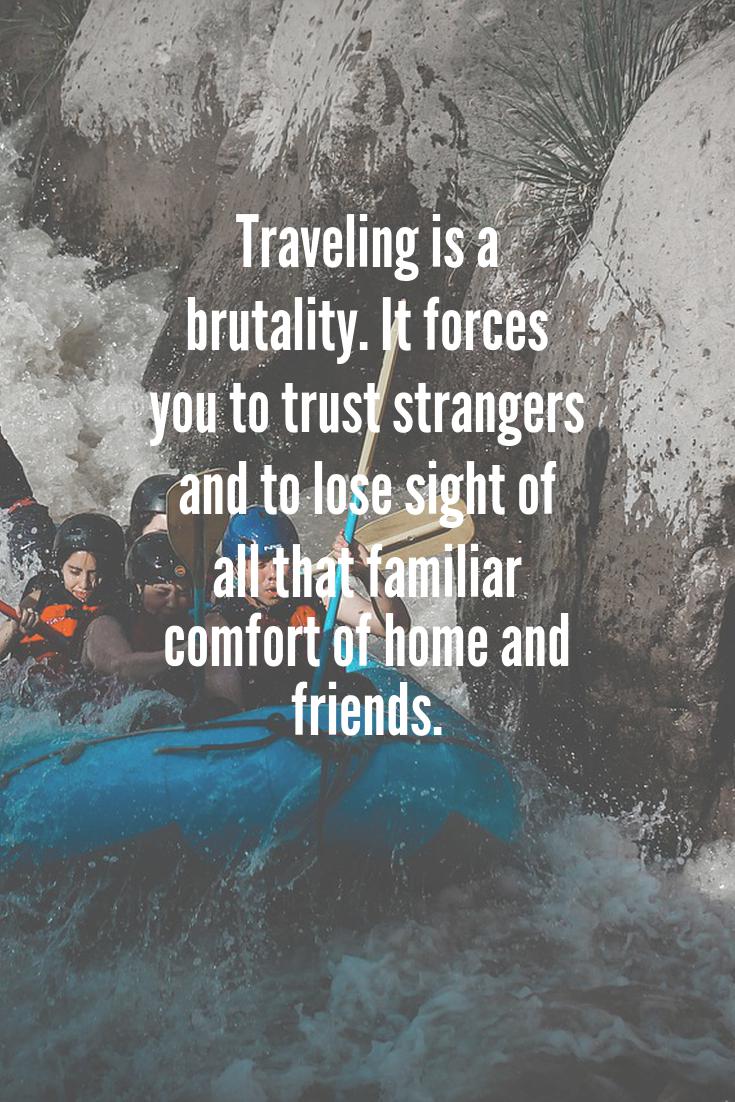 Traveling is a
brutality. It forces
you to trust strangers
and to lose sight of
all that familiar
comfort of home and
friends.